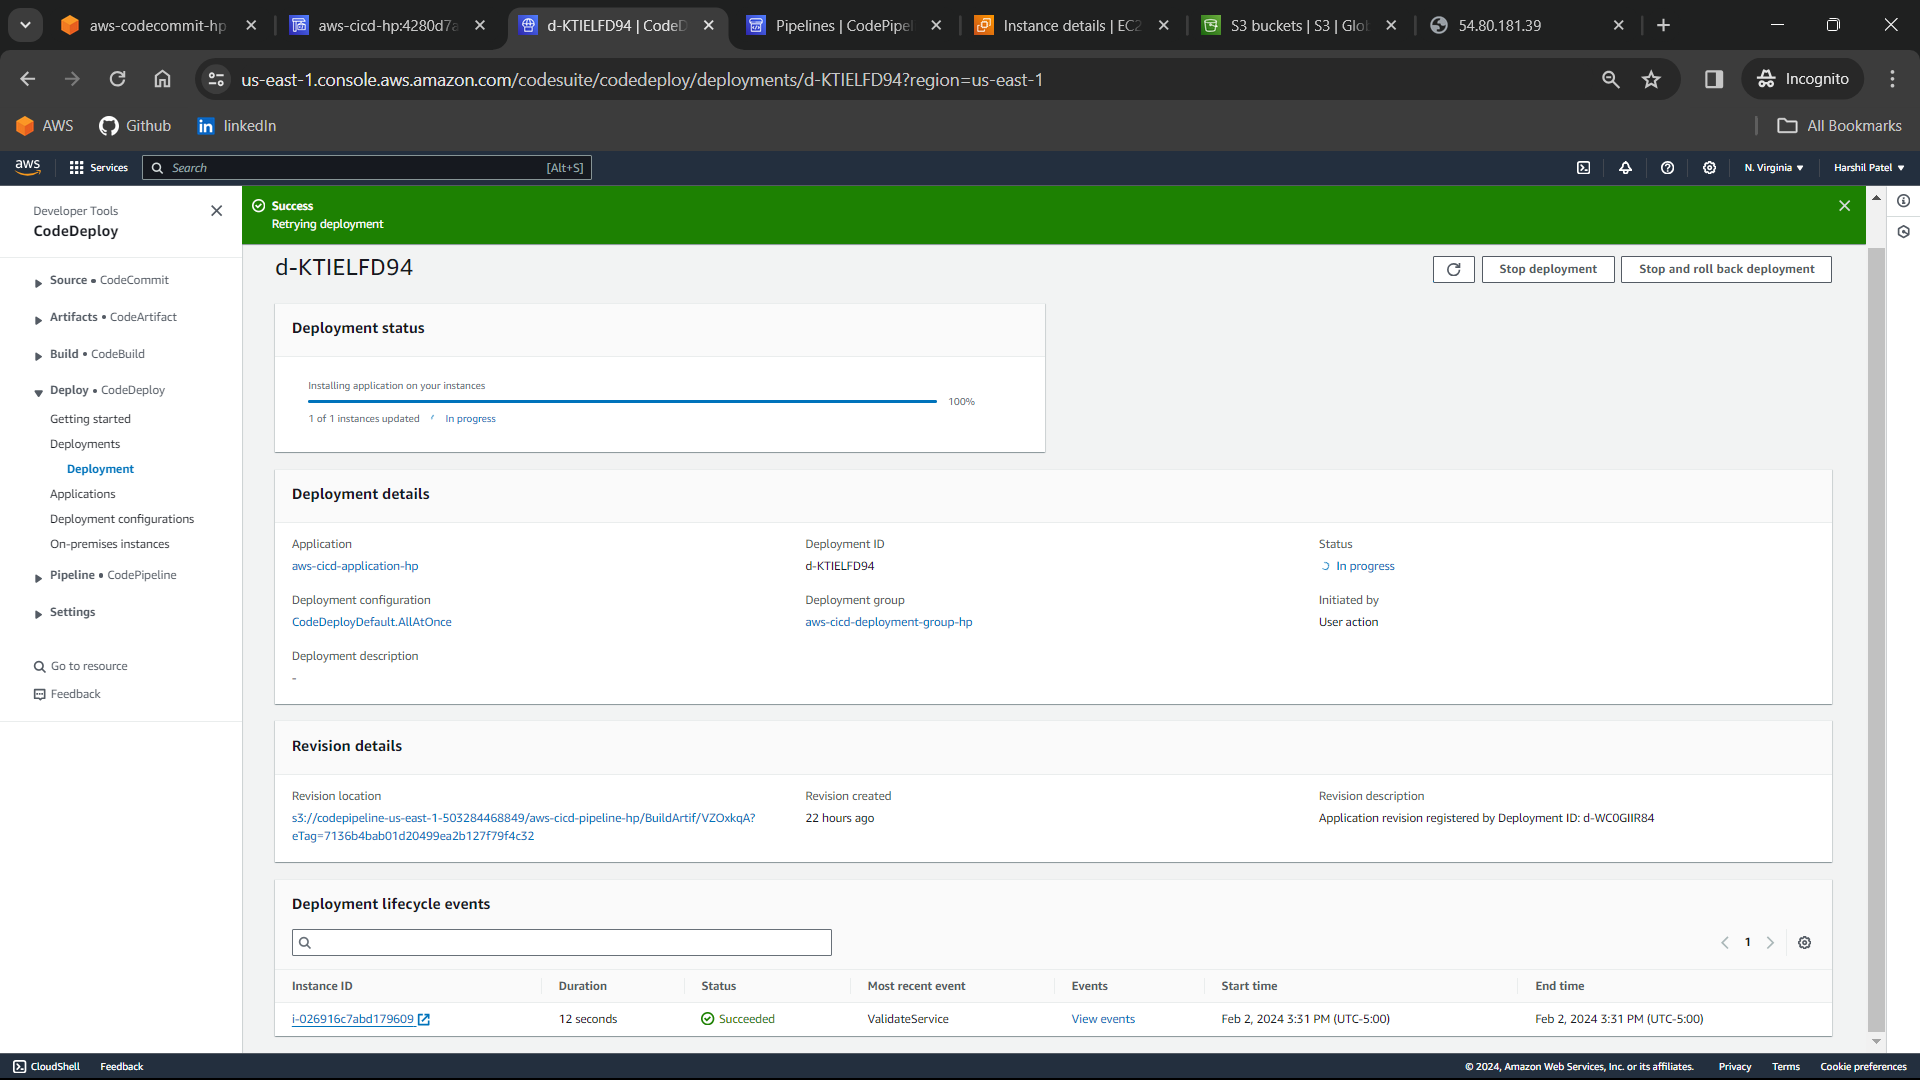 aws-codecommit-hp
aws-cicd-hp:4280d7a
d-KTIELFD94 | CodeD
Pipelines | CodePipel
Instance details | EC2
S3 buckets | S3 | Glo
54.80.181.39
us-east-1.console.aws.amazon.com/codesuite/codedeploy/deployments/d-KTIELFD94?region=us-east-1
Incognito
AWS
Github
linkedIn
All Bookmarks
aws
Services
Search
[Alt+S]
N. Virginia
Harshil Patel
Developer Tools
CodeDeploy
Source • CodeCommit
Artifacts • CodeArtifact
Build • CodeBuild
Deploy • CodeDeploy
Getting started
Deployments
Deployment
Applications
Deployment configurations
On-premises instances
Pipeline • CodePipeline
Settings
Go to resource
Feedback
Success
Retrying deployment
d-KTIELFD94
Stop deployment
Stop and roll back deployment
Deployment status
Installing application on your instances
100%
1 of 1 instances updated
In progress
Deployment details
Application
aws-cicd-application-hp
Deployment ID
d-KTIELFD94
Status
In progress
Deployment configuration
CodeDeployDefault.AllAtOnce
Deployment group
aws-cicd-deployment-group-hp
Initiated by
User action
Deployment description
-
Revision details
Revision location
s3://codepipeline-us-east-1-503284468849/aws-cicd-pipeline-hp/BuildArtif/VZOxkqA?
eTag=7136b4bab01d20499ea2b127f79f4c32
Revision created
22 hours ago
Revision description
Application revision registered by Deployment ID: d-WC0GIIR84
Deployment lifecycle events
1
Instance ID Duration Status Most recent event Events Start time End time
i-026916c7abd179609 12 seconds Succeeded ValidateService View events Feb 2, 2024 3:31 PM (UTC-5:00) Feb 2, 2024 3:31 PM (UTC-5:00)
CloudShell
Feedback
© 2024, Amazon Web Services, Inc. or its affiliates.
Privacy
Terms
Cookie preferences